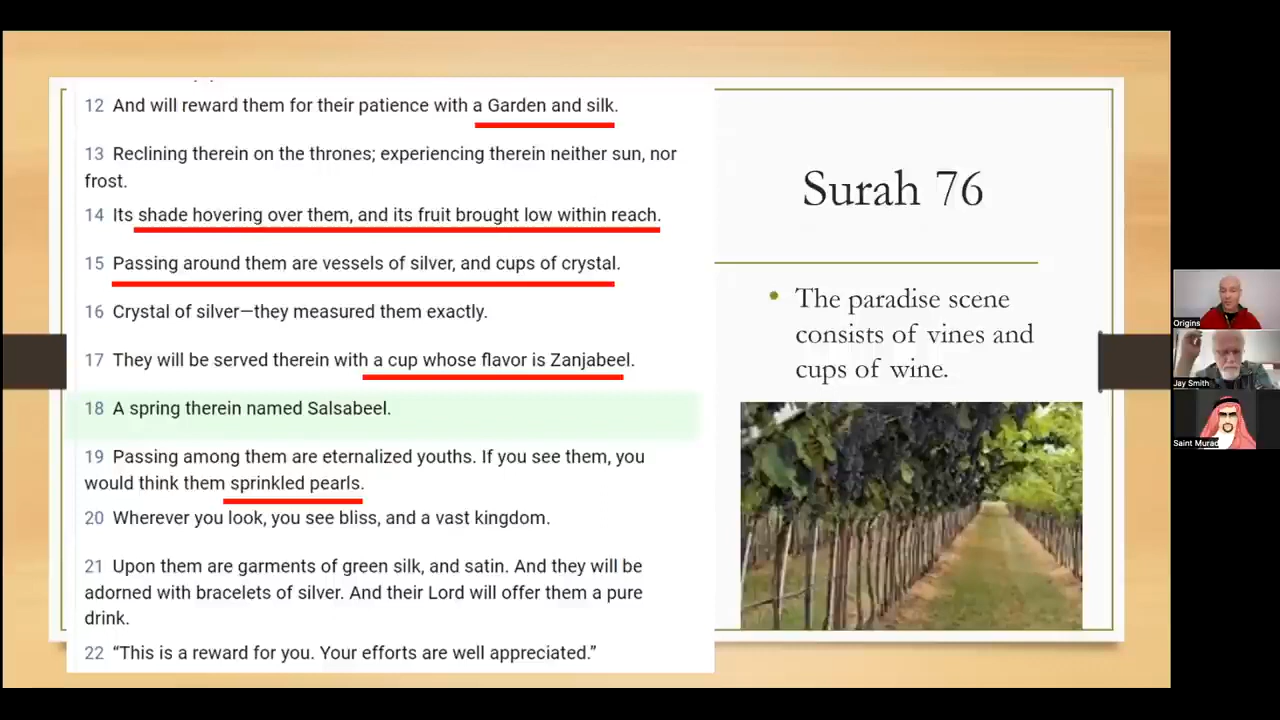 12 And will reward them for their patience with a Garden and silk.
13 Reclining therein on the thrones; experiencing therein neither sun, nor
frost.
14 Its shade hovering over them, and its fruit brought low within reach.
15 Passing around them are vessels of silver, and cups of crystal.
16 Crystal of silver—they measured them exactly.
17 They will be served therein with a cup whose flavor is Zanjabeel.
18 A spring therein named Salsabeel.
19 Passing among them are eternalized youths. If you see them, you
would think them sprinkled pearls.
20 Wherever you look, you see bliss, and a vast kingdom.
21 Upon them are garments of green silk, and satin. And they will be
adorned with bracelets of silver. And their Lord will offer them a pure
drink.
22 “This is a reward for you. Your efforts are well appreciated.”
Surah 76
• The paradise scene
consists of vines and
cups of wine.
Origins
Jay Smith
Saint Murad